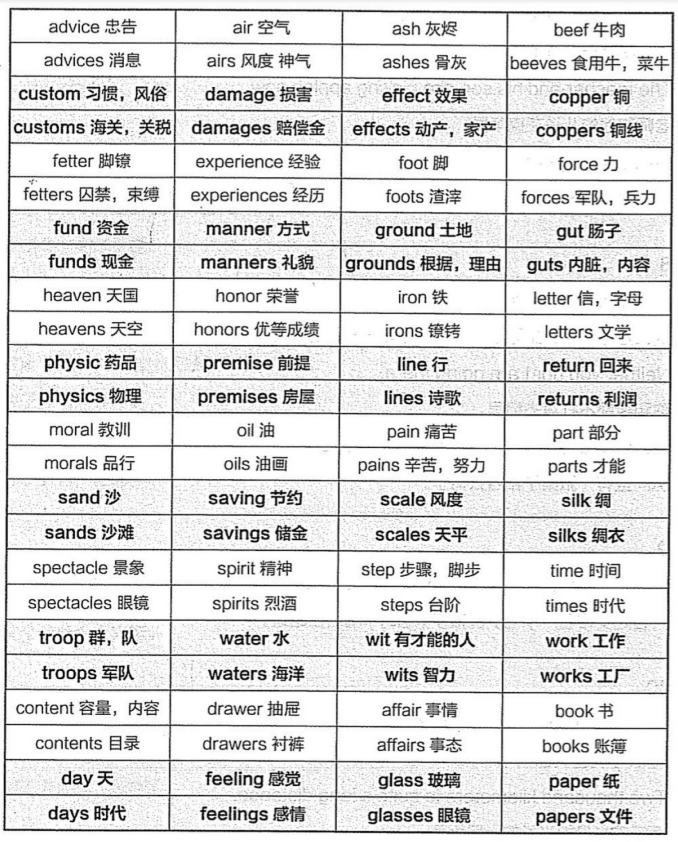 advice 忠告 air 空气 ash 灰烬 beef 牛肉
advices 消息 airs 风度 神气 ashes 骨灰 beeves 食用牛，菜牛
custom 习惯，风俗 damage 损害 effect 效果 copper 铜
customs 海关，关税 damages 赔偿金 effects 动产，家产 coppers 铜线
fetter 脚镣 experience 经验 foot 脚 force 力
fetters 囚禁，束缚 experiences 经历 foots 渣滓 forces 军队，兵力
fund 资金 manner 方式 ground 土地 gut 肠子
funds 现金 manners 礼貌 grounds 根据，理由 guts 内脏，内容
heaven 天国 honor 荣誉 iron 铁 letter 信，字母
heavens 天空 honors 优等成绩 irons 镣铐 letters 文学
physic 药品 premise 前提 line 行 return 回来
physics 物理 premises 房屋 lines 诗歌 returns 利润
moral 教训 oil 油 pain 痛苦 part 部分
morals 品行 oils 油画 pains 辛苦，努力 parts 才能
sand 沙 saving 节约 scale 风度 silk 绸
sands 沙滩 savings 储金 scales 天平 silks 绸衣
spectacle 景象 spirit 精神 step 步骤，脚步 time 时间
spectacles 眼镜 spirits 烈酒 steps 台阶 times 时代
troop 群，队 water 水 wit 有才能的人 work 工作
troops 军队 waters 海洋 wits 智力 works 工厂
content 容量，内容 drawer 抽屉 affair 事情 book 书
contents 目录 drawers 衬裤 affairs 事态 books 账簿
day 天 feeling 感觉 glass 玻璃 paper 纸
days 时代 feelings 感情 glasses 眼镜 papers 文件